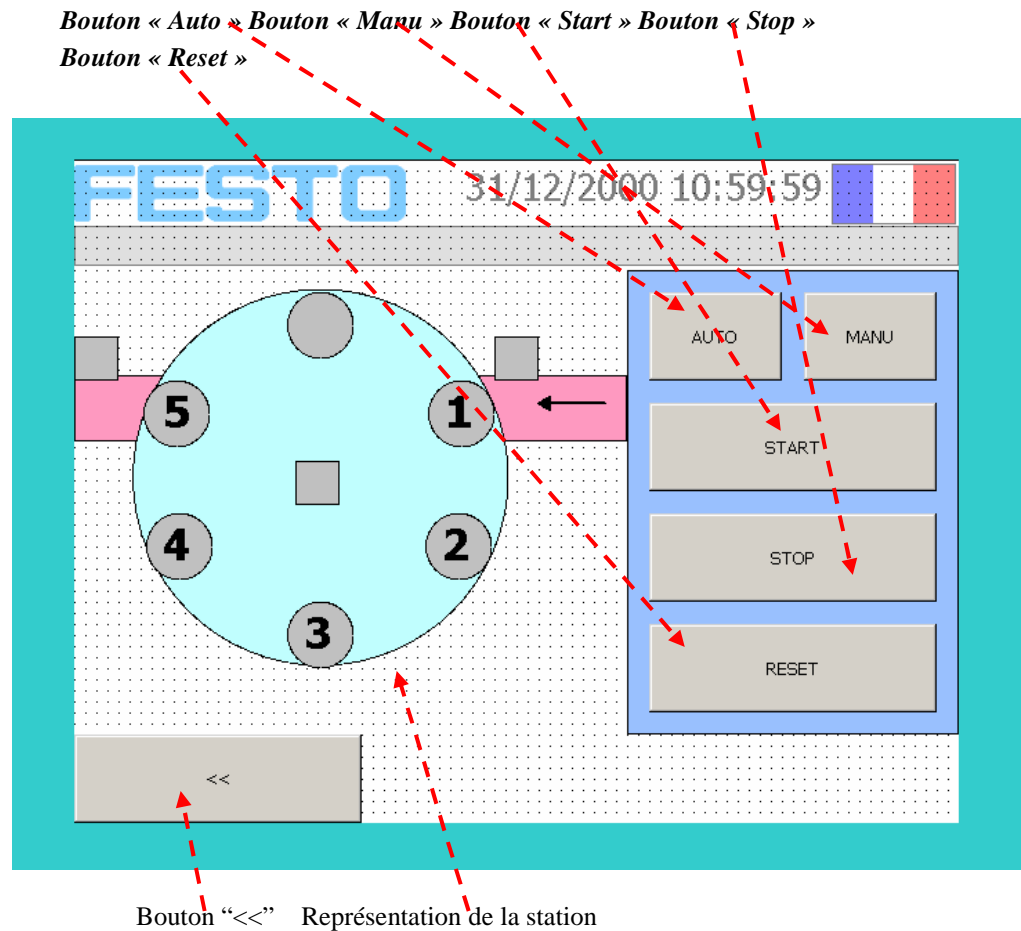 Bouton « Auto » Bouton « Manu » Bouton « Start » Bouton « Stop »
Bouton « Reset »
FESTO
31/12/2000 10:59:59
AUTO
MANU
5
1
START
4
2
STOP
3
RESET
<<
Bouton “<<” Représentation de la station